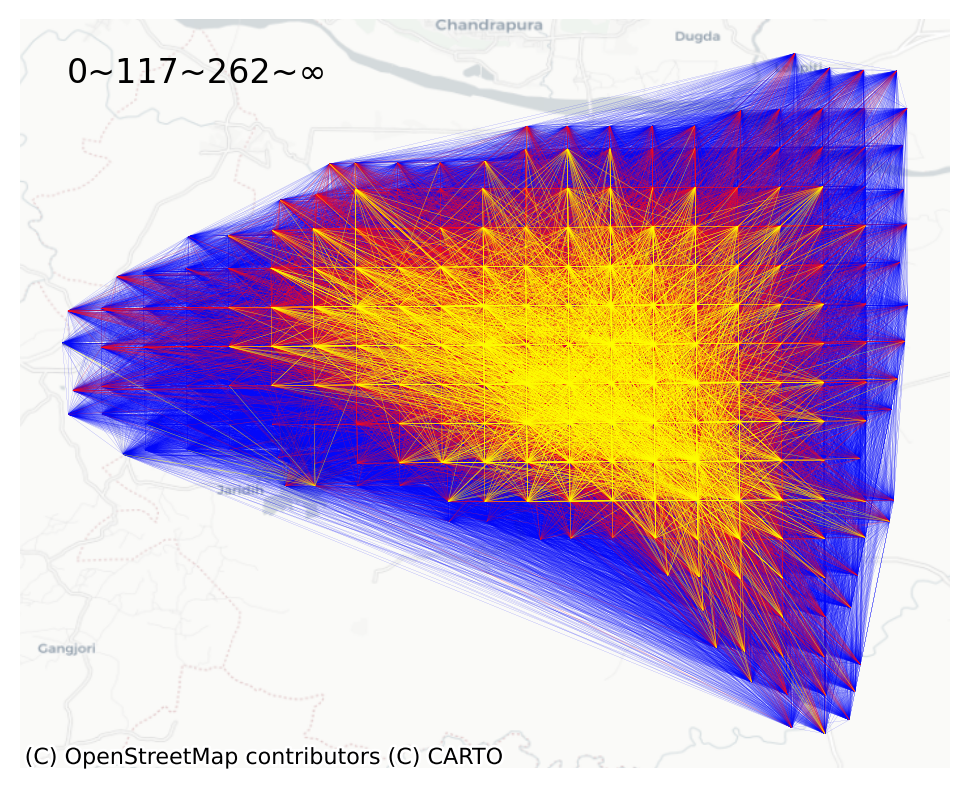 Chandrapura
Dugda
0~117~262~∞
Jaridih
Gangjori
(C) OpenStreetMap contributors (C) CARTO